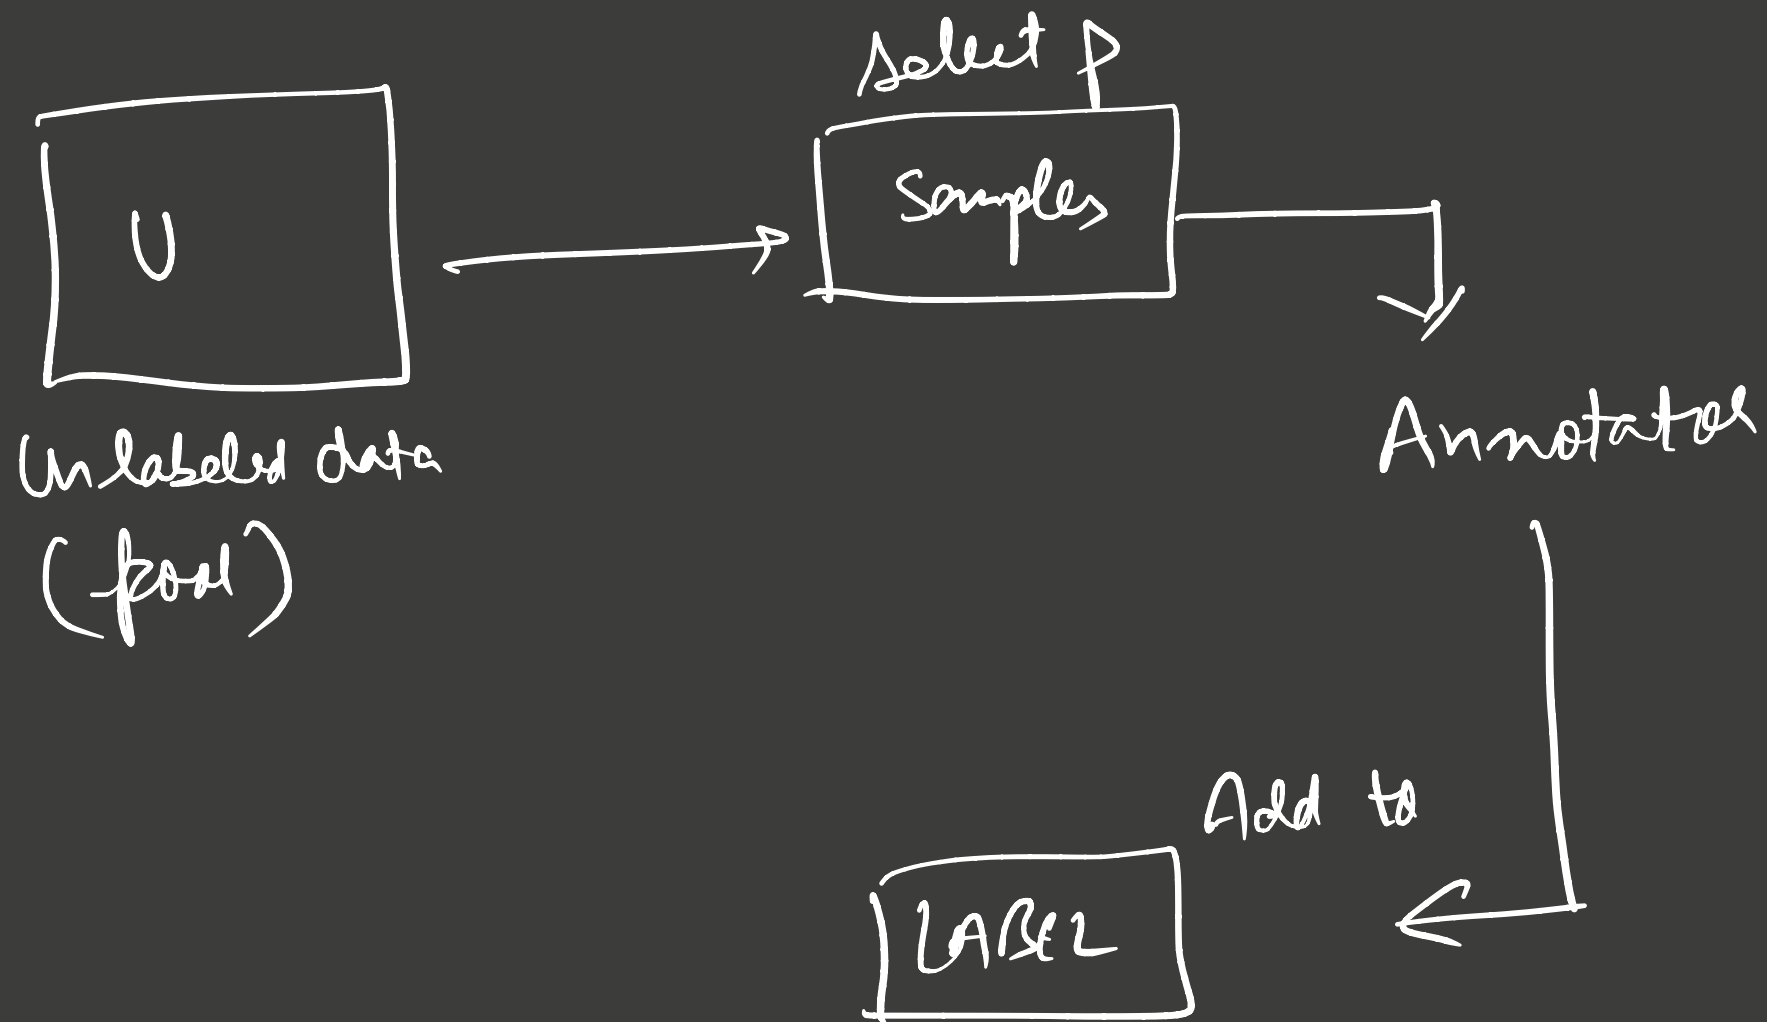 Select p
U
Samples
Unlabeled data
(pool)
Annotator
Add to
LABEL